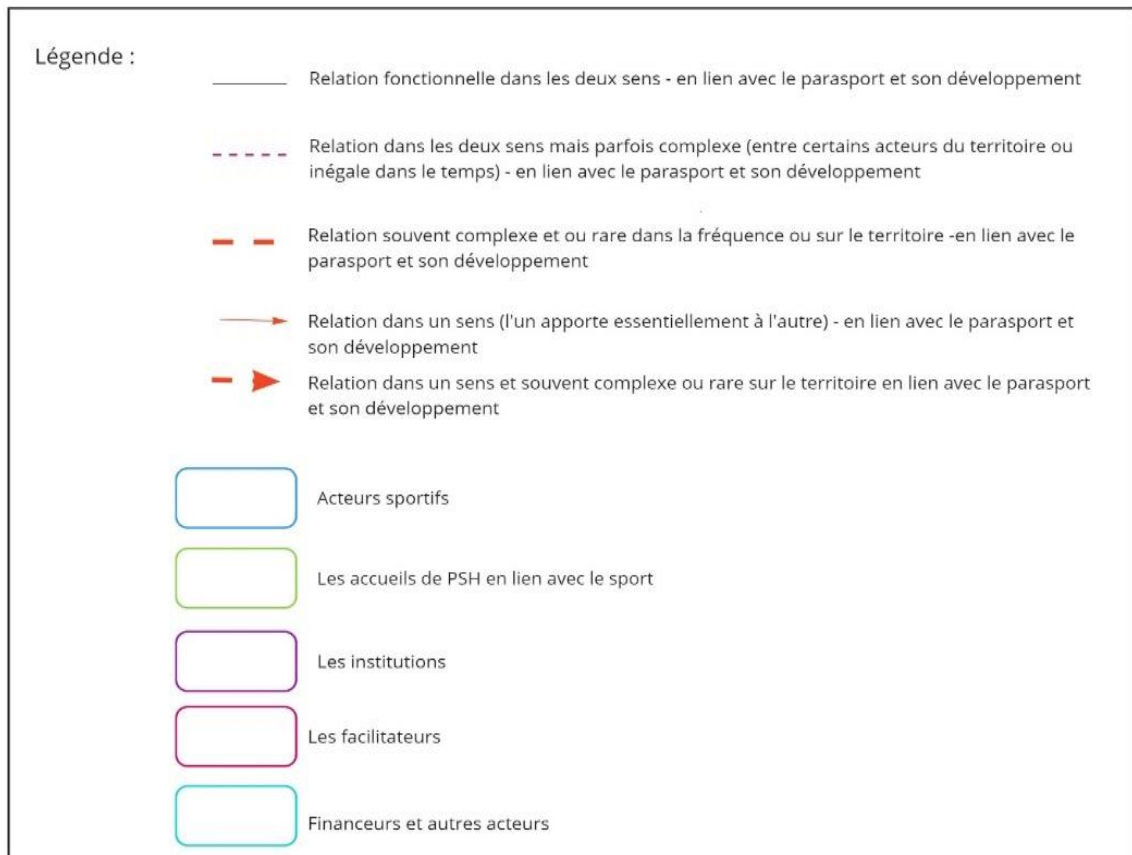 Légende :
Relation fonctionnelle dans les deux sens - en lien avec le parasport et son développement
Relation dans les deux sens mais parfois complexe (entre certains acteurs du territoire ou
inégale dans le temps) - en lien avec le parasport et son développement
Relation souvent complexe et ou rare dans la fréquence ou sur le territoire -en lien avec le
parasport et son développement
Relation dans un sens (l'un apporte essentiellement à l'autre) - en lien avec le parasport et
son développement
Relation dans un sens et souvent complexe ou rare sur le territoire en lien avec le parasport
et son développement
Acteurs sportifs
Les accueils de PSH en lien avec le sport
Les institutions
Les facilitateurs
Financeurs et autres acteurs